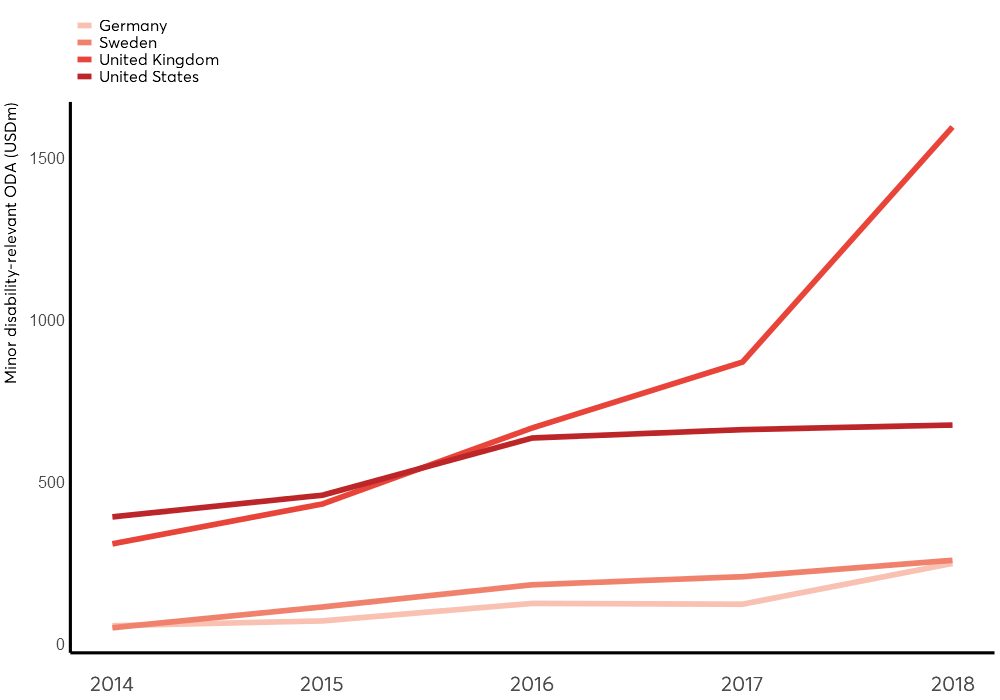 Germany
Sweden
United Kingdom
United States
Minor disability-relevant ODA (USDm)
1500
1000
500
0
2014 2015 2016 2017 2018